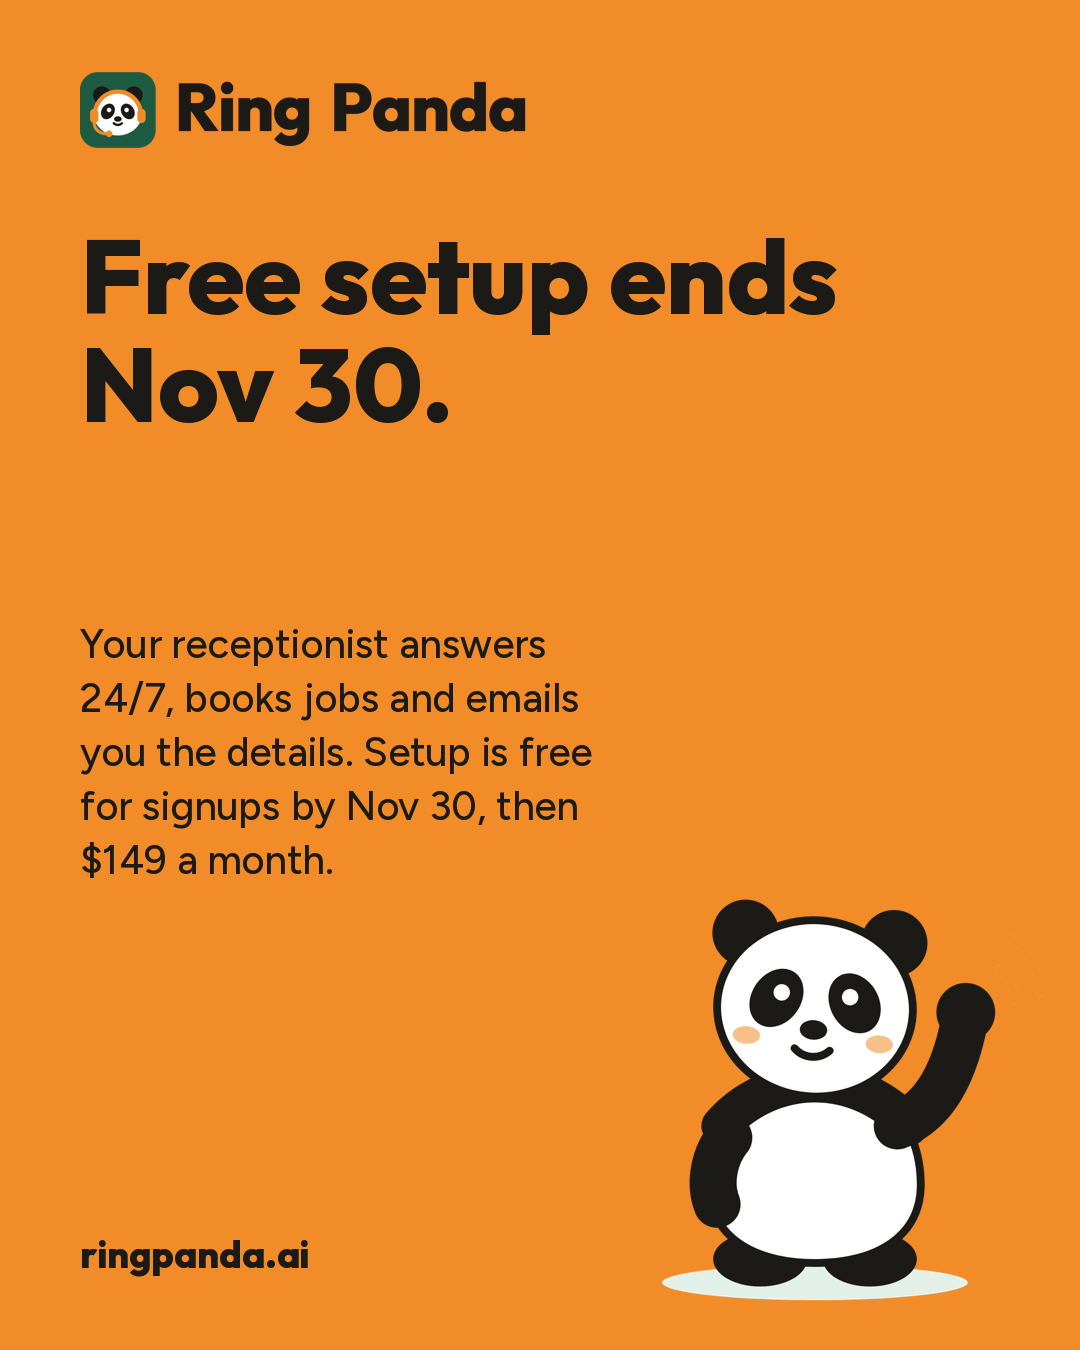 Ring Panda
Free setup ends
Nov 30.
Your receptionist answers
24/7, books jobs and emails
you the details. Setup is free
for signups by Nov 30, then
$149 a month.
ringpanda.ai